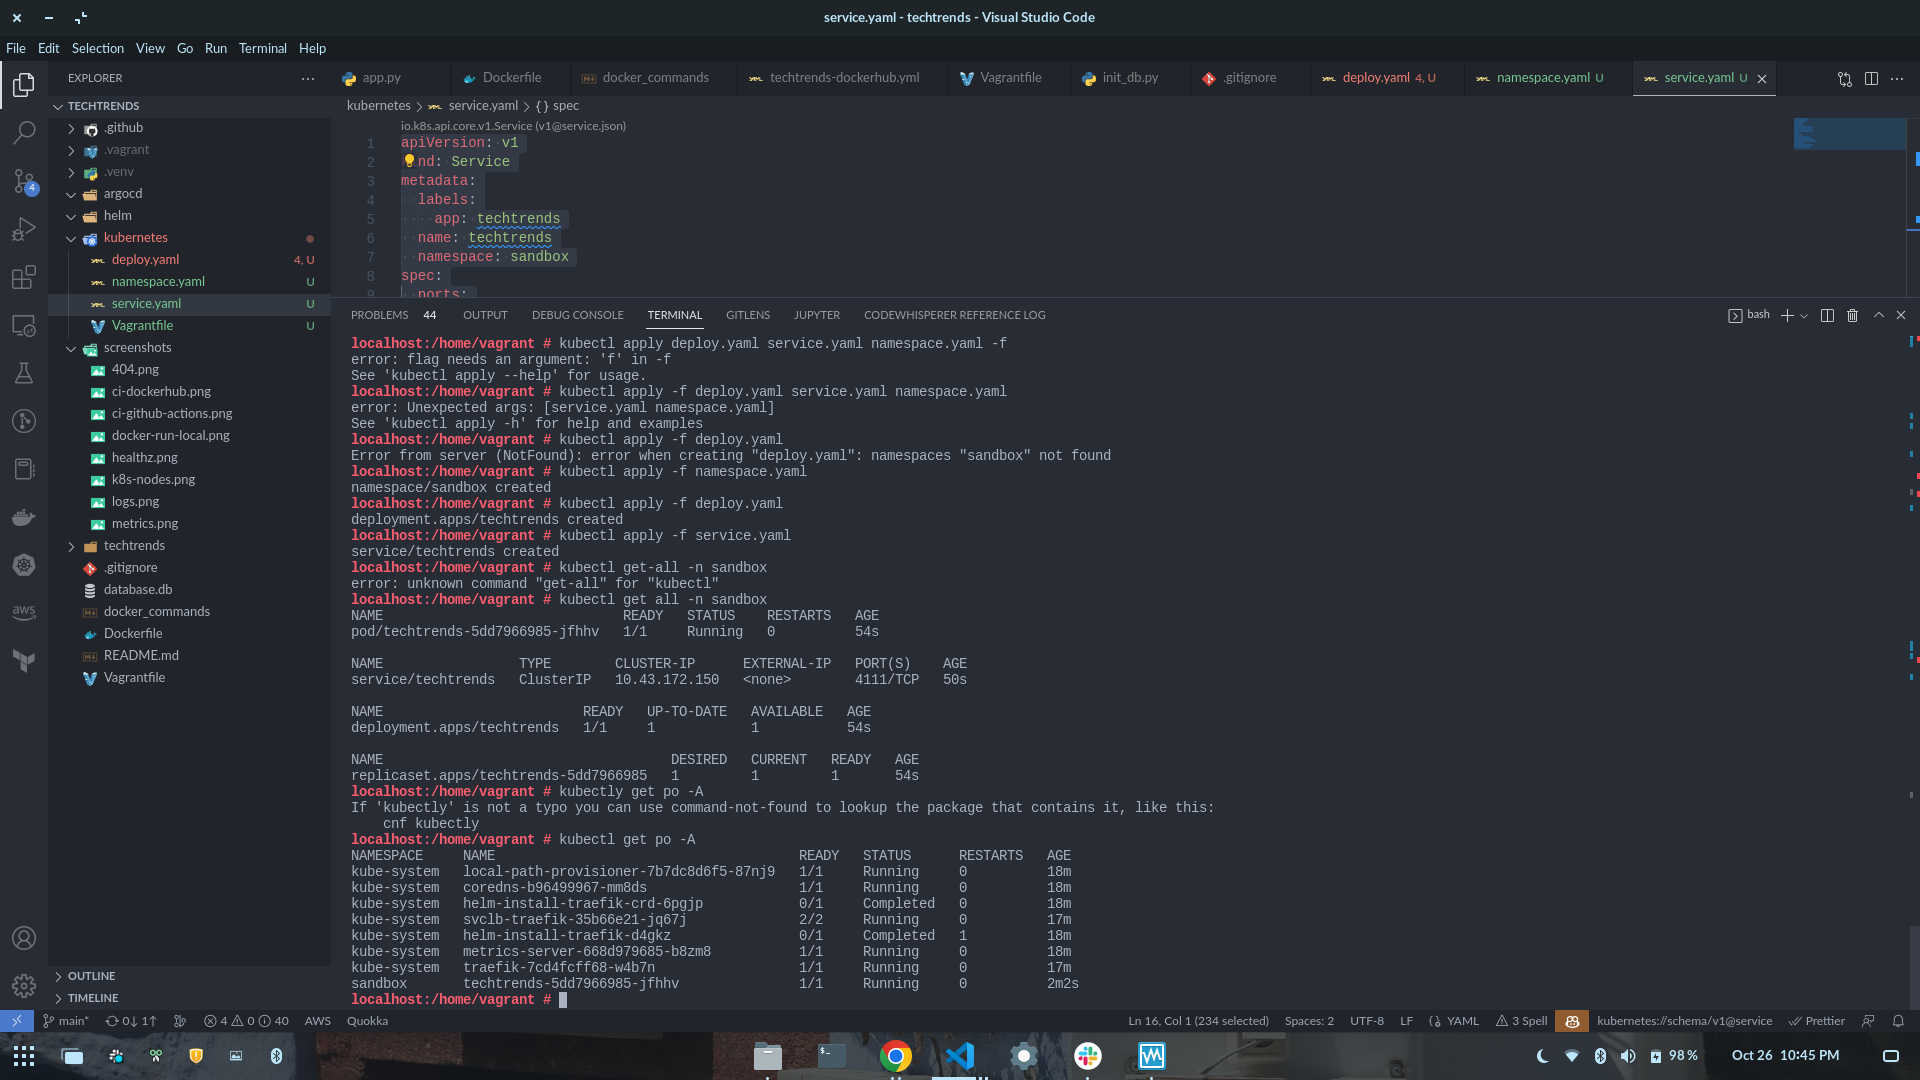 service.yaml - techtrends - Visual Studio Code
File Edit Selection View Go Run Terminal Help
EXPLORER
app.py
Dockerfile
docker_commands
techtrends-dockerhub.yml
Vagrantfile
init_db.py
.gitignore
deploy.yaml 4, U
namespace.yaml U
service.yaml U
TECHTRENDS
.github
.vagrant
.venv
argocd
helm
kubernetes
deploy.yaml 4, U
namespace.yaml U
service.yaml U
Vagrantfile U
screenshots
404.png
ci-dockerhub.png
ci-github-actions.png
docker-run-local.png
healthz.png
k8s-nodes.png
logs.png
metrics.png
techtrends
.gitignore
database.db
docker_commands
Dockerfile
README.md
Vagrantfile
OUTLINE
TIMELINE
4
aws
kubernetes > service.yaml > {} spec
io.k8s.api.core.v1.Service (v1@service.json)
1 apiVersion: v1
2 nd: Service
3 metadata:
4 labels:
5 app: techtrends
6 name: techtrends
7 namespace: sandbox
8 spec:
9 ports:
PROBLEMS 44 OUTPUT DEBUG CONSOLE TERMINAL GITLENS JUPYTER CODEWHISPERER REFERENCE LOG
bash
localhost:/home/vagrant # kubectl apply deploy.yaml service.yaml namespace.yaml -f
error: flag needs an argument: 'f' in -f
See 'kubectl apply --help' for usage.
localhost:/home/vagrant # kubectl apply -f deploy.yaml service.yaml namespace.yaml
error: Unexpected args: [service.yaml namespace.yaml]
See 'kubectl apply -h' for help and examples
localhost:/home/vagrant # kubectl apply -f deploy.yaml
Error from server (NotFound): error when creating "deploy.yaml": namespaces "sandbox" not found
localhost:/home/vagrant # kubectl apply -f namespace.yaml
namespace/sandbox created
localhost:/home/vagrant # kubectl apply -f deploy.yaml
deployment.apps/techtrends created
localhost:/home/vagrant # kubectl apply -f service.yaml
service/techtrends created
localhost:/home/vagrant # kubectl get-all -n sandbox
error: unknown command "get-all" for "kubectl"
localhost:/home/vagrant # kubectl get all -n sandbox
NAME READY STATUS RESTARTS AGE
pod/techtrends-5dd7966985-jfhhv 1/1 Running 0 54s
NAME TYPE CLUSTER-IP EXTERNAL-IP PORT(S) AGE
service/techtrends ClusterIP 10.43.172.150 <none> 4111/TCP 50s
NAME READY UP-TO-DATE AVAILABLE AGE
deployment.apps/techtrends 1/1 1 1 54s
NAME DESIRED CURRENT READY AGE
replicaset.apps/techtrends-5dd7966985 1 1 1 54s
localhost:/home/vagrant # kubectly get po -A
If 'kubectly' is not a typo you can use command-not-found to lookup the package that contains it, like this:
cnf kubectly
localhost:/home/vagrant # kubectl get po -A
NAMESPACE NAME READY STATUS RESTARTS AGE
kube-system local-path-provisioner-7b7dc8d6f5-87nj9 1/1 Running 0 18m
kube-system coredns-b96499967-mm8ds 1/1 Running 0 18m
kube-system helm-install-traefik-crd-6pgjp 0/1 Completed 0 18m
kube-system svclb-traefik-35b66e21-jq67j 2/2 Running 0 17m
kube-system helm-install-traefik-d4gkz 0/1 Completed 1 18m
kube-system metrics-server-668d979685-b8zm8 1/1 Running 0 18m
kube-system traefik-7cd4fcff68-w4b7n 1/1 Running 0 17m
sandbox techtrends-5dd7966985-jfhhv 1/1 Running 0 2m2s
localhost:/home/vagrant #
main* 0↓ 1↑ 4 0 40 AWS Quokka
Ln 16, Col 1 (234 selected) Spaces: 2 UTF-8 LF YAML 3 Spell kubernetes://schema/v1@service Prettier
98 % Oct 26 10:45 PM